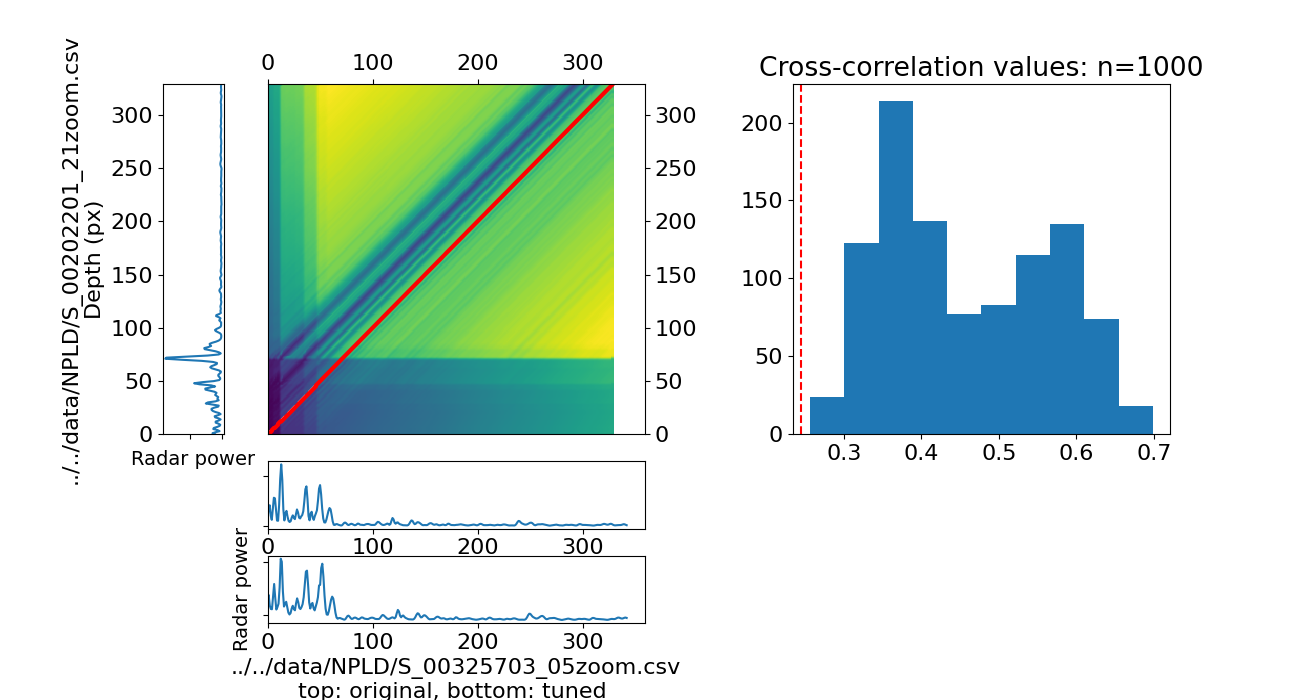 Cross-correlation values: n=1000
../../data/NPLD/S_00202201_21zoom.csv
Depth (px)
0 100 200 300
300
250
200
150
100
50
0
Radar power
300
250
200
150
100
50
0
200
150
100
50
0
0.3 0.4 0.5 0.6 0.7
0 100 200 300
Radar power
0 100 200 300
../../data/NPLD/S_00325703_05zoom.csv
top: original, bottom: tuned